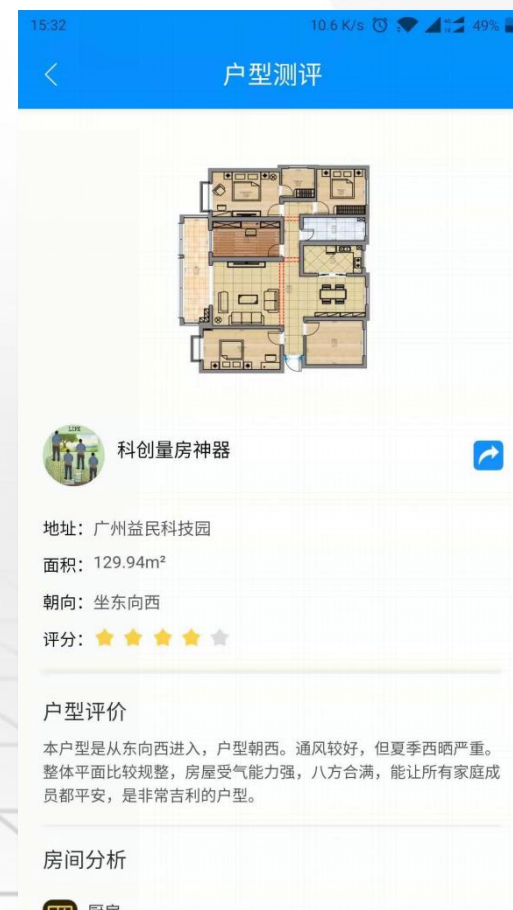 15:32
10.6 K/s
49%
户型测评
LIFE
科创量房神器
地址：广州益民科技园
面积：129.94m²
朝向：坐东向西
评分：
户型评价
本户型是从东向西进入，户型朝西。通风较好，但夏季西晒严重。
整体平面比较规整，房屋受气能力强，八方合满，能让所有家庭成
员都平安，是非常吉利的户型。
房间分析
厨房